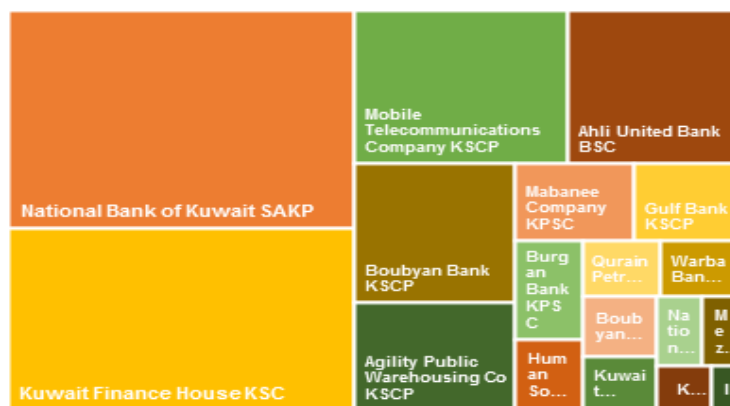 National Bank of Kuwait SAKP
Kuwait Finance House KSC
Mobile
Telecommunications
Company KSCP
Ahli United Bank
BSC
Boubyan Bank
KSCP
Agility Public
Warehousing Co
KSCP
Mabanee
Company
KPSC
Gulf Bank
KSCP
Burg
an
Bank
KPS
C
Qurain
Petr...
Warba
Ban...
Boub
yan...
Na
tion
n...
M
e
z..
Hum
an
So...
Kuwai
t...
K...
I